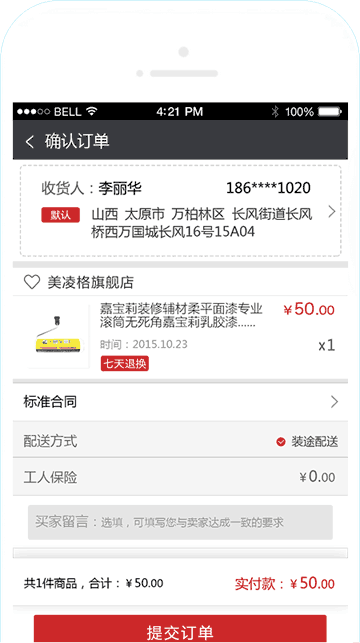 BELL 4:21 PM 100%
确认订单
收货人：李丽华 186****1020
默认 山西 太原市 万柏林区 长风街道长风
桥西万国城长风16号15A04
美凌格旗舰店
嘉宝莉装修辅材柔平面漆专业 ￥50.00
滚筒无死角嘉宝莉乳胶漆......
时间：2015.10.23 x1
七天退换
标准合同
配送方式 装途配送
工人保险 ￥0.00
买家留言：选填，可填写您与卖家达成一致的要求
共1件商品，合计：￥50.00 实付款：￥50.00
提交订单